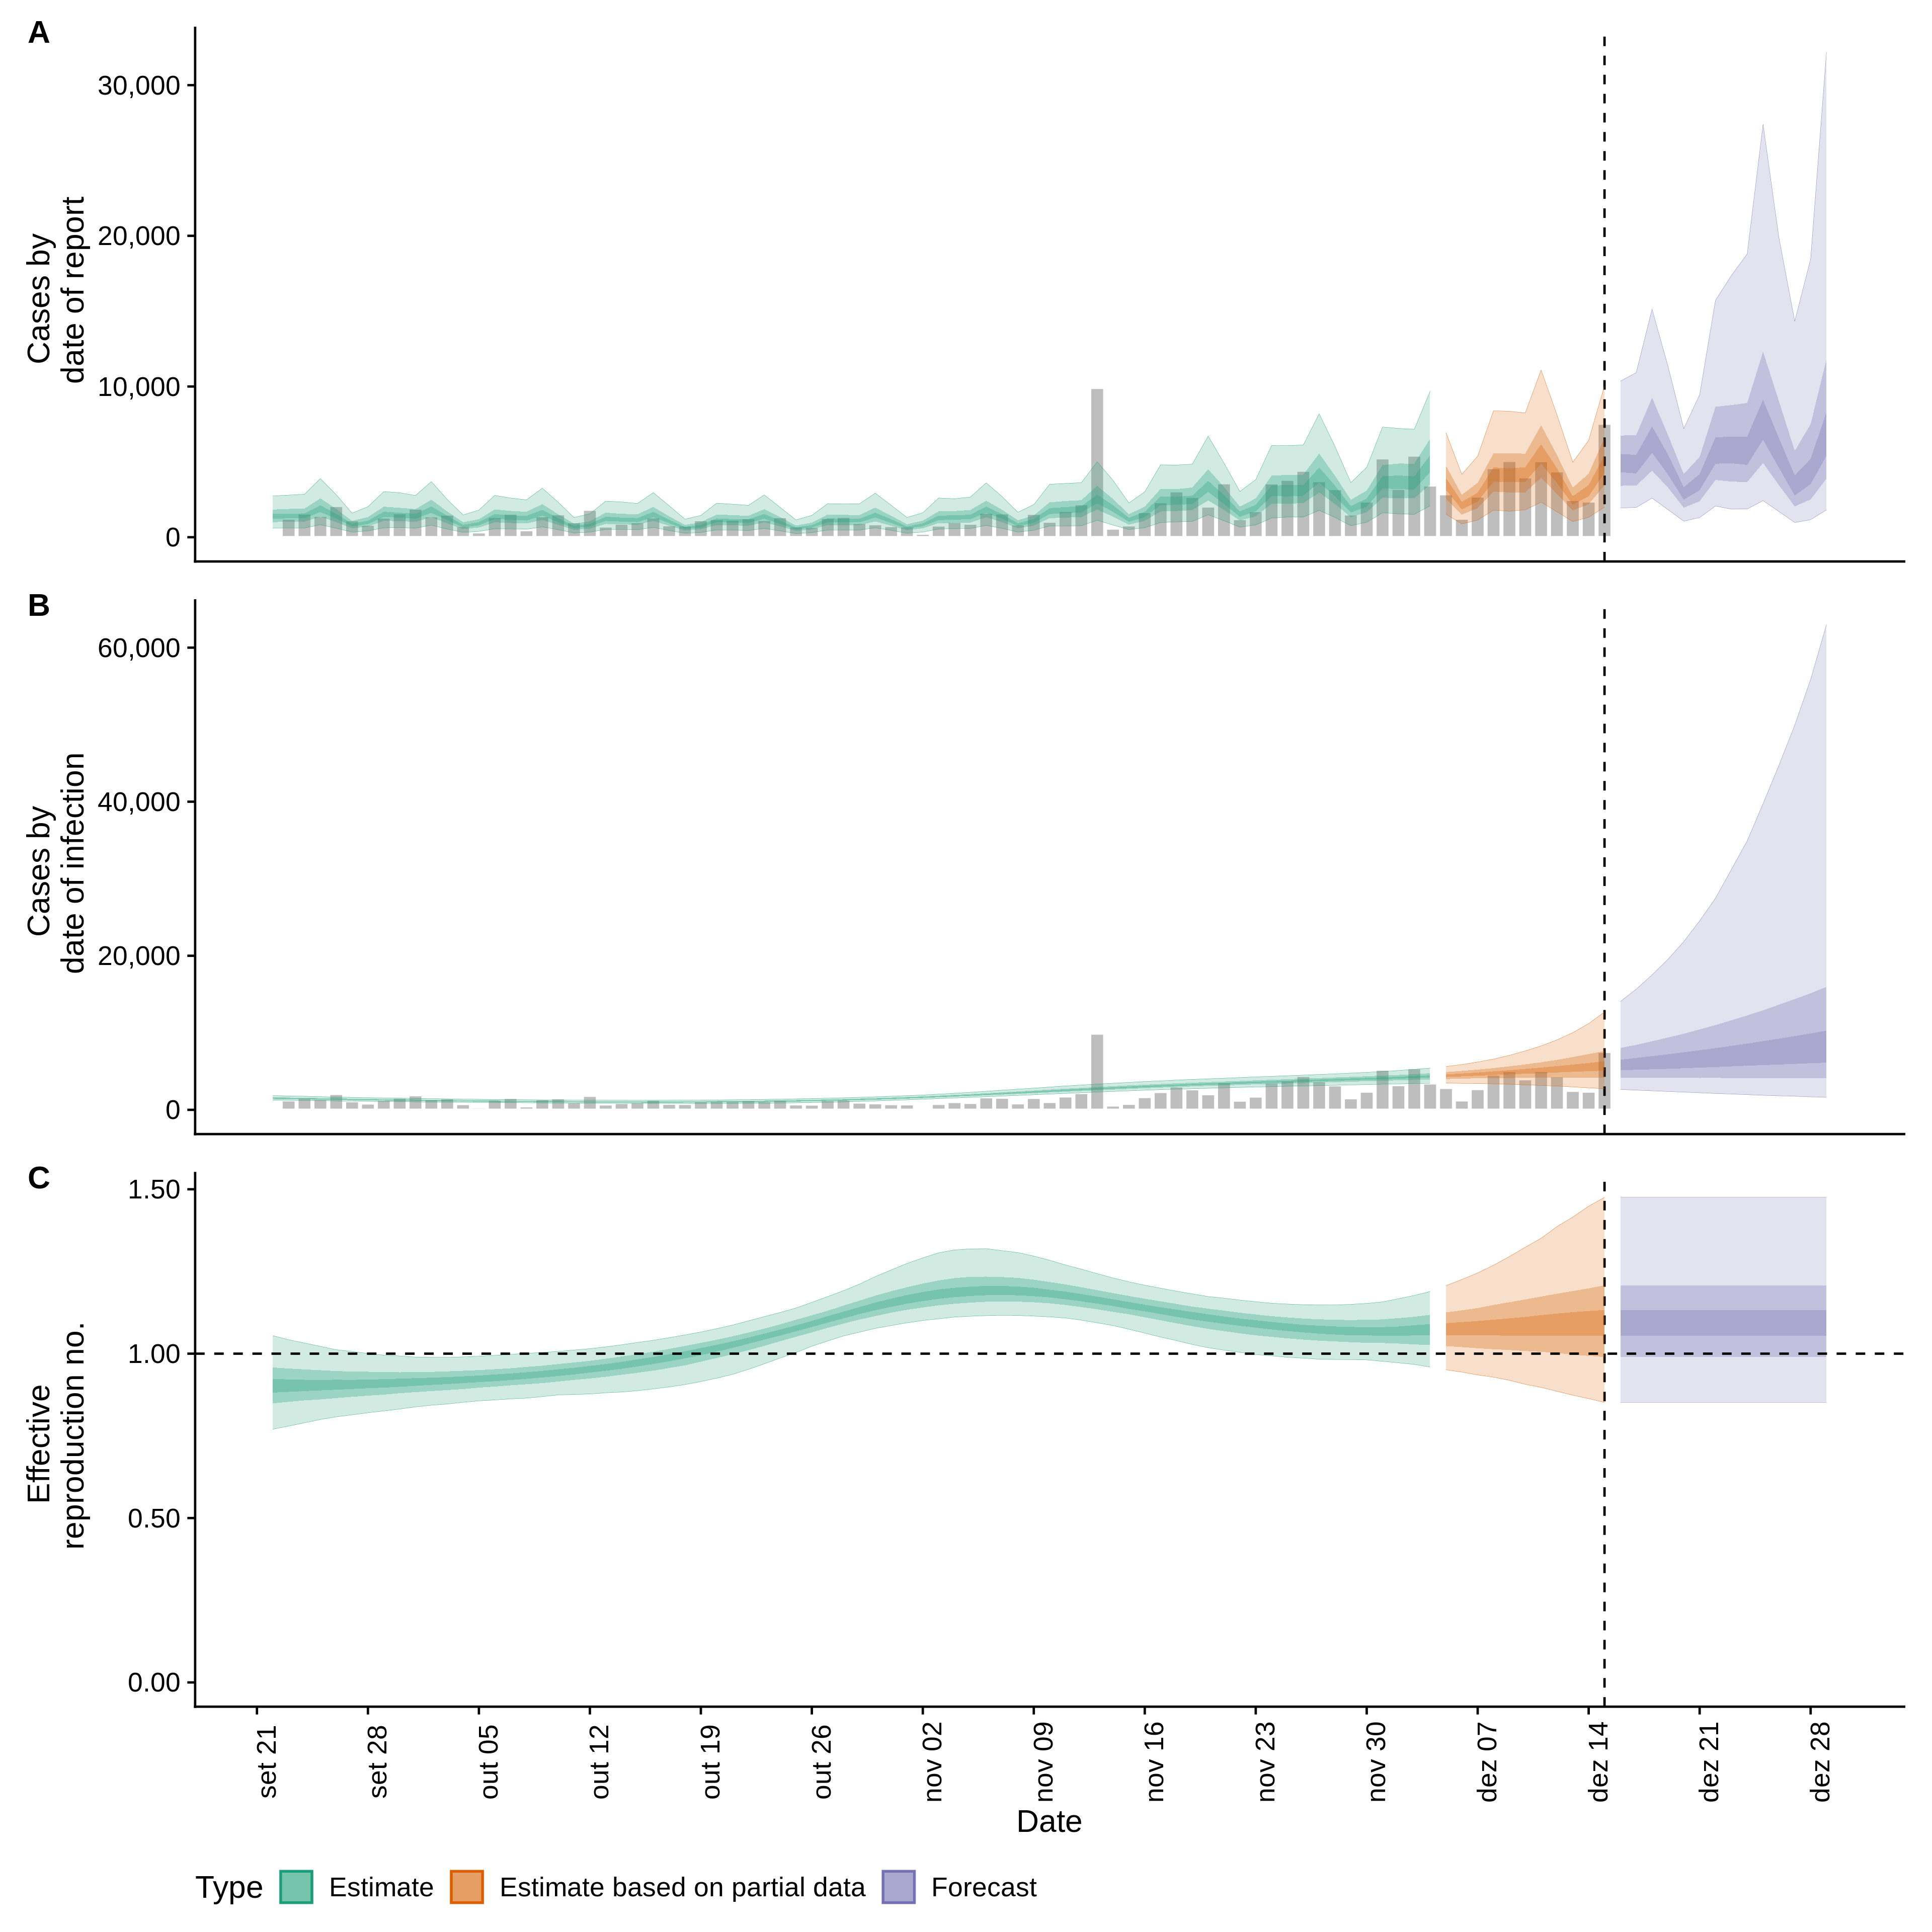 A
Cases by
date of report
30,000
20,000
10,000
0
B
Cases by
date of infection
60,000
40,000
20,000
0
C
Effective
reproduction no.
1.50
1.00
0.50
0.00
set 21
set 28
out 05
out 12
out 19
out 26
nov 02
nov 09
nov 16
nov 23
nov 30
dez 07
dez 14
dez 21
dez 28
Date
Type
Estimate
Estimate based on partial data
Forecast